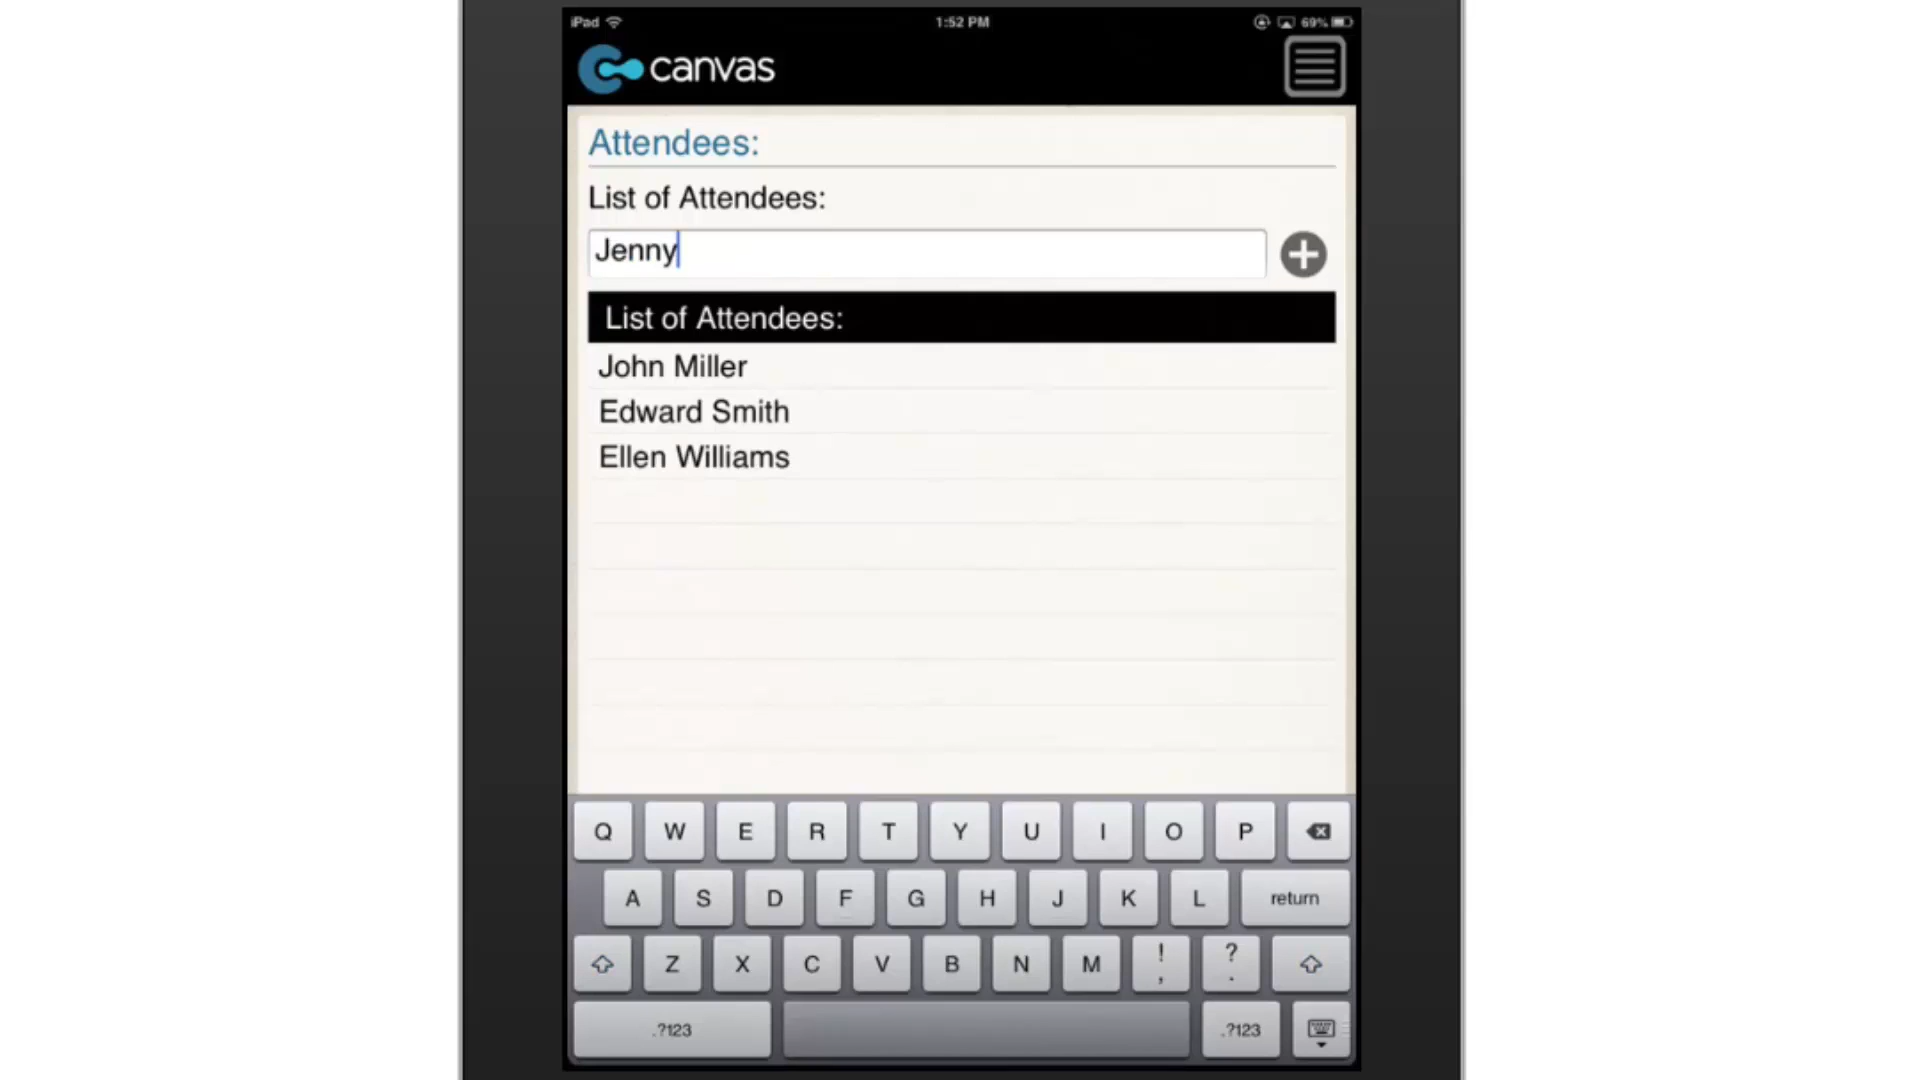 iPad 1:52 PM 69%
canvas
Attendees:
List of Attendees:
Jenny
List of Attendees:
John Miller
Edward Smith
Ellen Williams
Q W E R T Y U I O P
A S D F G H J K L return
Z X C V B N M ! , ? .
.?123 .?123